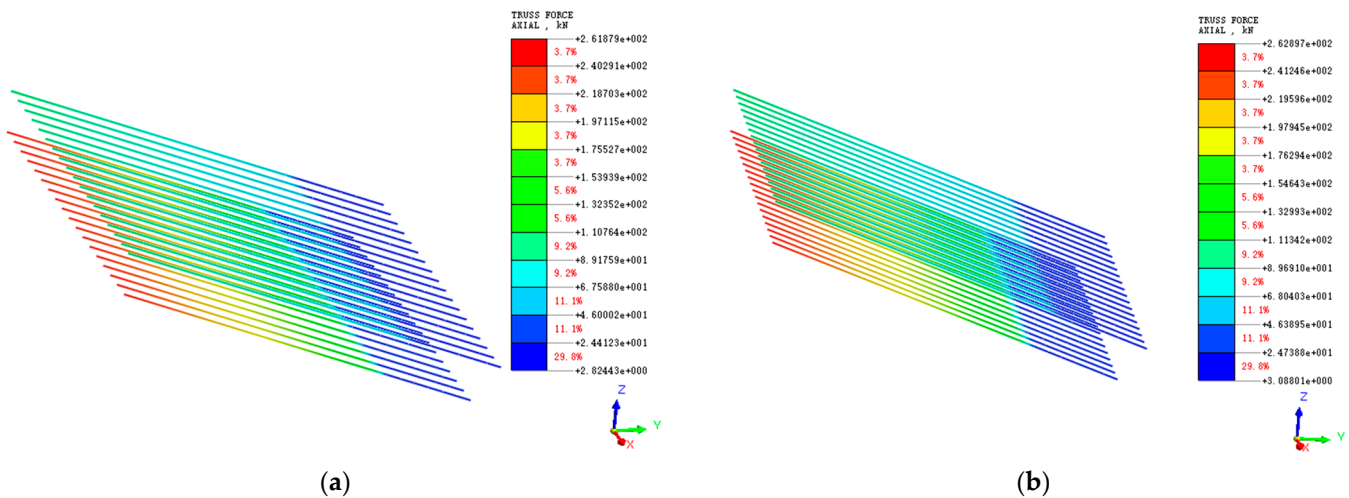 TRUSS FORCE
AXIAL , kN
+2.61879e+002
3.7%
+2.40291e+002
3.7%
+2.18703e+002
3.7%
+1.97115e+002
3.7%
+1.75527e+002
3.7%
+1.53939e+002
5.6%
+1.32352e+002
5.6%
+1.10764e+002
9.2%
+8.91759e+001
9.2%
+6.75880e+001
11.1%
+4.60002e+001
11.1%
+2.44123e+001
29.8%
+2.82443e+000
Z
Y
X
(a)
TRUSS FORCE
AXIAL , kN
+2.62897e+002
3.7%
+2.41246e+002
3.7%
+2.19596e+002
3.7%
+1.97945e+002
3.7%
+1.76294e+002
3.7%
+1.54643e+002
5.6%
+1.32993e+002
5.6%
+1.11342e+002
9.2%
+8.96910e+001
9.2%
+6.80403e+001
11.1%
+4.63895e+001
11.1%
+2.47388e+001
29.8%
+3.08801e+000
Z
Y
X
(b)